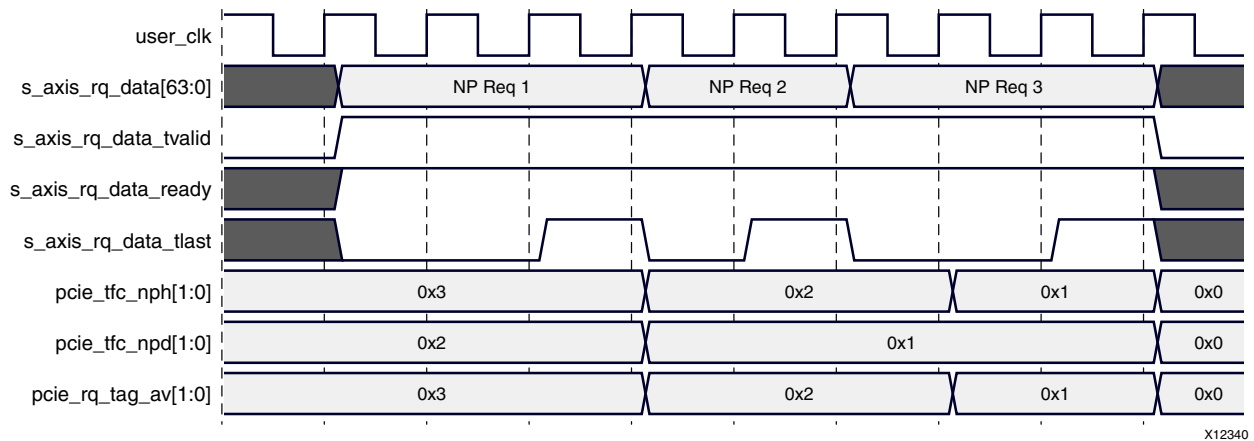 user_clk
s_axis_rq_data[63:0] NP Req 1 NP Req 2 NP Req 3
s_axis_rq_data_tvalid
s_axis_rq_data_ready
s_axis_rq_data_tlast
pcie_tfc_nph[1:0] 0x3 0x2 0x1 0x0
pcie_tfc_npd[1:0] 0x2 0x1 0x0
pcie_rq_tag_av[1:0] 0x3 0x2 0x1 0x0
X12340